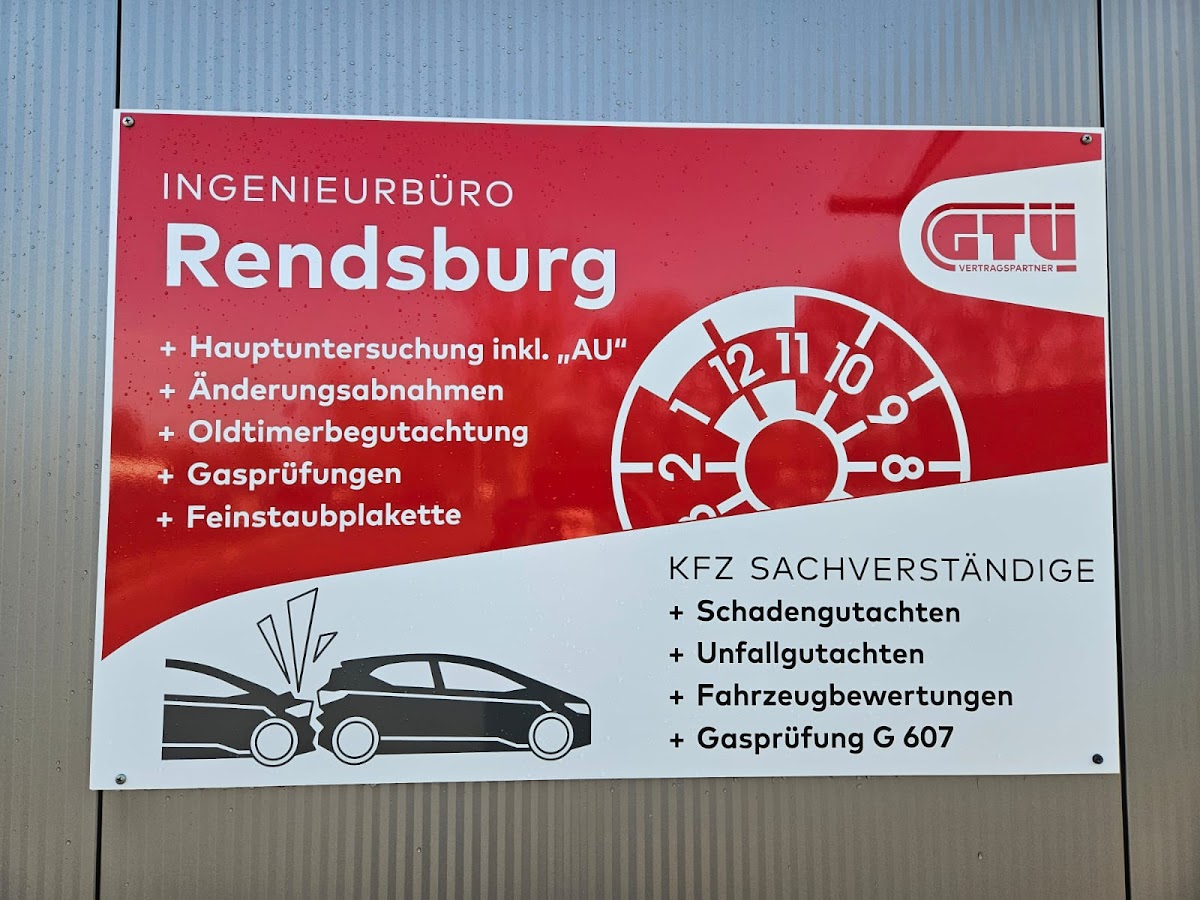 INGENIEURBÜRO
Rendsburg
+ Hauptuntersuchung inkl. „AU“
+ Änderungsabnahmen
+ Oldtimerbegutachtung
+ Gasprüfungen
+ Feinstaubplakette
GTÜ
VERTRAGSPARTNER
2 1 12 11 10 9 8
3
KFZ SACHVERSTÄNDIGE
+ Schadengutachten
+ Unfallgutachten
+ Fahrzeugbewertungen
+ Gasprüfung G 607